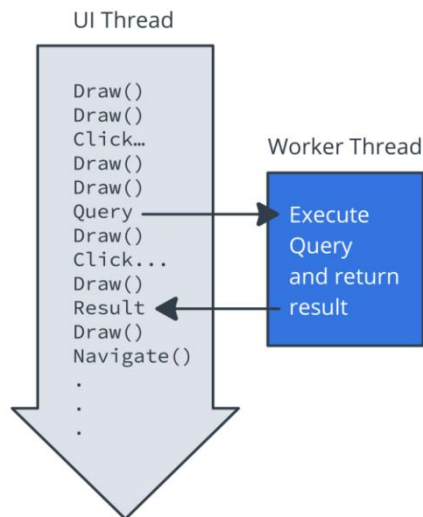 UI Thread
Draw()
Draw()
Click…
Draw()
Draw()
Query
Draw()
Click...
Draw()
Result
Draw()
Navigate()
.
.
.
Worker Thread
Execute
Query
and return
result